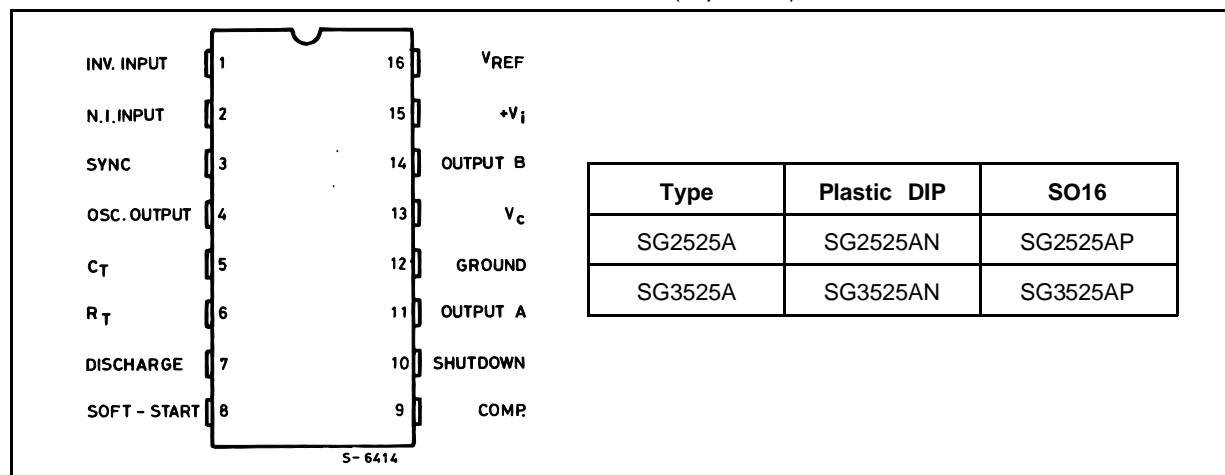 INV. INPUT 1 16 VREF
N.I. INPUT 2 15 +Vi
SYNC 3 14 OUTPUT B
OSC. OUTPUT 4 13 Vc
CT 5 12 GROUND
RT 6 11 OUTPUT A
DISCHARGE 7 10 SHUTDOWN
SOFT - START 8 9 COMP.
S- 6414
Type Plastic DIP SO16
SG2525A SG2525AN SG2525AP
SG3525A SG3525AN SG3525AP